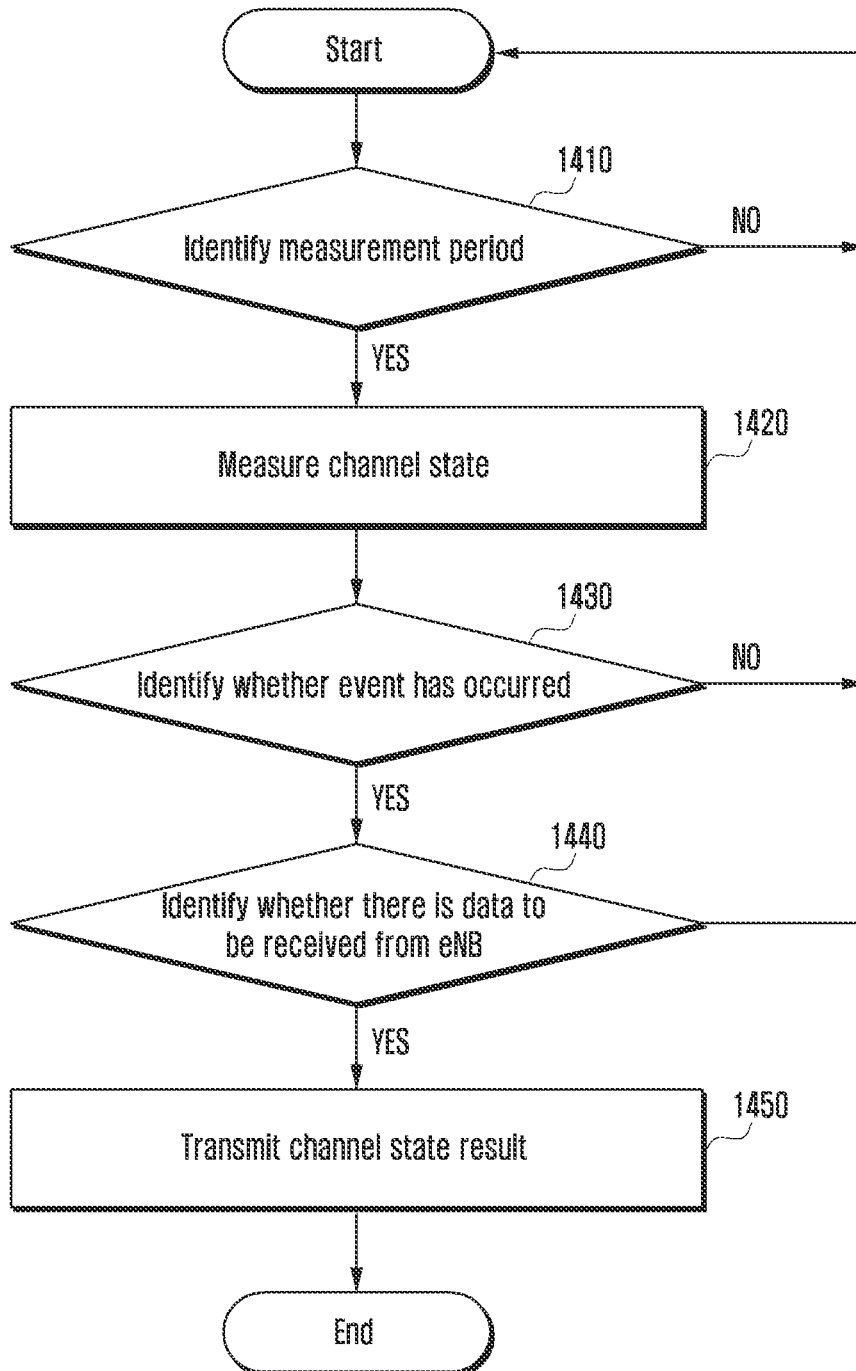 Start
1410
Identify measurement period
NO
YES
1420
Measure channel state
1430
Identify whether event has occurred
NO
YES
1440
Identify whether there is data to
be received from eNB
YES
1450
Transmit channel state result
End